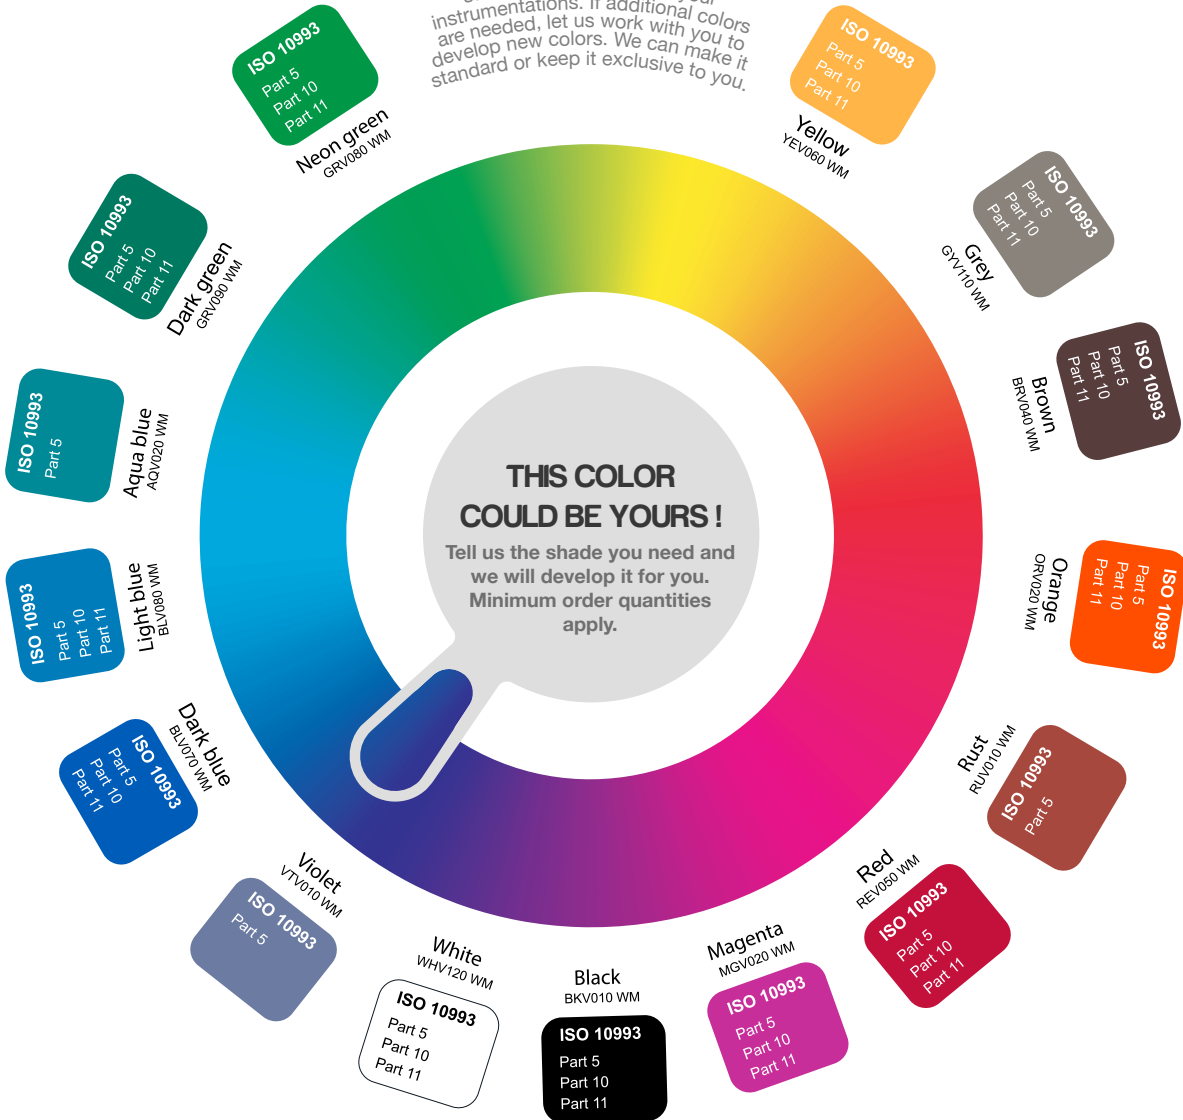 instrumentations. If additional colors
are needed, let us work with you to
develop new colors. We can make it
standard or keep it exclusive to you.
ISO 10993
Part 5
Part 10
Part 11
Neon green
GRV080 WM
ISO 10993
Part 5
Part 10
Part 11
Yellow
YEV060 WM
ISO 10993
Part 5
Part 10
Part 11
Grey
GYV110 WM
ISO 10993
Part 5
Part 10
Part 11
Brown
BRV040 WM
ISO 10993
Part 5
Part 10
Part 11
Orange
ORV020 WM
ISO 10993
Part 5
Rust
RUV010 WM
ISO 10993
Part 5
Part 10
Part 11
Red
REV050 WM
Magenta
MGV020 WM
ISO 10993
Part 5
Part 10
Part 11
Black
BKV010 WM
ISO 10993
Part 5
Part 10
Part 11
White
WHV120 WM
ISO 10993
Part 5
Part 10
Part 11
Violet
VTV010 WM
ISO 10993
Part 5
Dark blue
BLV070 WM
ISO 10993
Part 5
Part 10
Part 11
Light blue
BLV080 WM
ISO 10993
Part 5
Part 10
Part 11
Aqua blue
AQV020 WM
ISO 10993
Part 5
Dark green
GRV090 WM
ISO 10993
Part 5
Part 10
Part 11
THIS COLOR
COULD BE YOURS !
Tell us the shade you need and
we will develop it for you.
Minimum order quantities
apply.